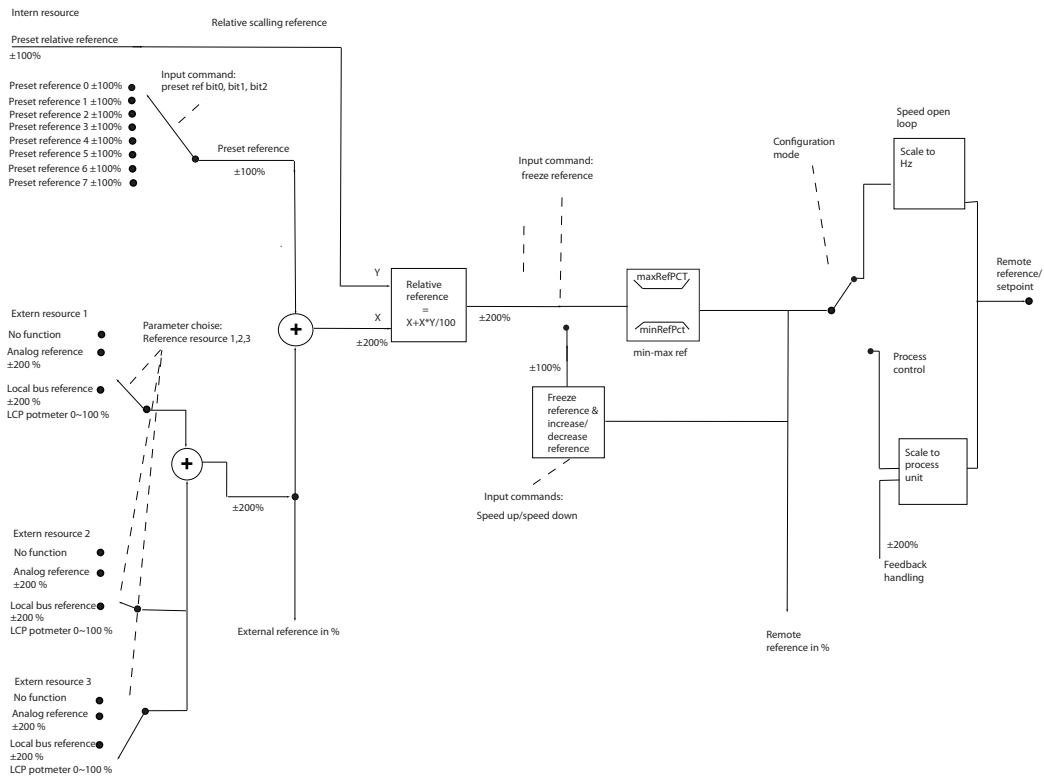 Intern resource
Relative scalling reference
Preset relative reference
±100%
Input command:
preset ref bit0, bit1, bit2
Preset reference 0 ±100%
Preset reference 1 ±100%
Preset reference 2 ±100%
Preset reference 3 ±100%
Preset reference 4 ±100%
Preset reference 5 ±100%
Preset reference 6 ±100%
Preset reference 7 ±100%
Preset reference
±100%
Input command:
freeze reference
Configuration
mode
Speed open
loop
Scale to
Hz
Remote
reference/
setpoint
Y
X
±200%
Relative
reference
=
X+X*Y/100
±200%
maxRefPCT
minRefPct
min-max ref
±100%
Freeze
reference &
increase/
decrease
reference
Input commands:
Speed up/speed down
Process
control
Scale to
process
unit
±200%
Feedback
handling
Remote
reference in %
Extern resource 1
No function
Analog reference
±200 %
Local bus reference
±200 %
LCP potmeter 0~100 %
Parameter choise:
Reference resource 1,2,3
+
+
±200%
External reference in %
Extern resource 2
No function
Analog reference
±200 %
Local bus reference
±200 %
LCP potmeter 0~100 %
Extern resource 3
No function
Analog reference
±200 %
Local bus reference
±200 %
LCP potmeter 0~100 %